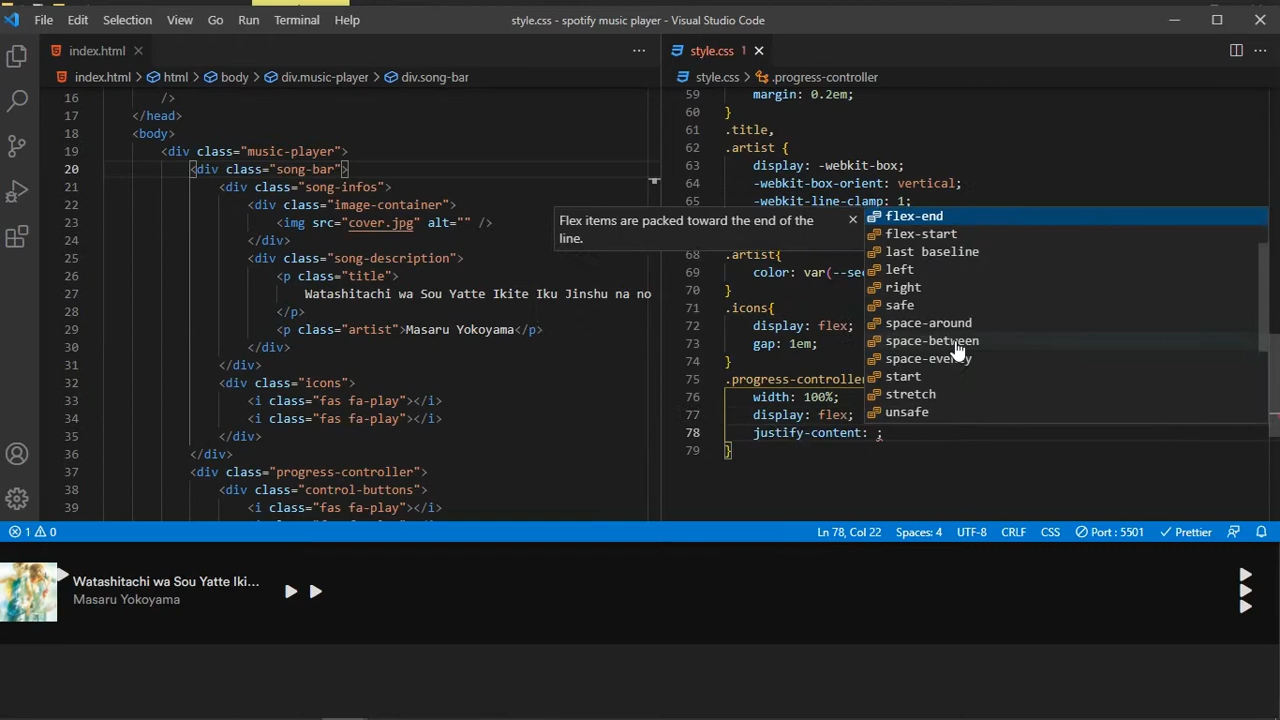 File Edit Selection View Go Run Terminal Help
style.css - spotify music player - Visual Studio Code
index.html
index.html > html > body > div.music-player > div.song-bar
16 />
17 </head>
18 <body>
19 <div class="music-player">
20 <div class="song-bar">
21 <div class="song-infos">
22 <div class="image-container">
23 <img src="cover.jpg" alt="" />
24 </div>
25 <div class="song-description">
26 <p class="title">
27 Watashitachi wa Sou Yatte Ikite Iku Jinshu na no
28 </p>
29 <p class="artist">Masaru Yokoyama</p>
30 </div>
31 </div>
32 <div class="icons">
33 <i class="fas fa-play"></i>
34 <i class="fas fa-play"></i>
35 </div>
36 </div>
37 <div class="progress-controller">
38 <div class="control-buttons">
39 <i class="fas fa-play"></i>
style.css 1
style.css > .progress-controller
59 margin: 0.2em;
60 }
61 .title,
62 .artist {
63 display: -webkit-box;
64 -webkit-box-orient: vertical;
65 -webkit-line-clamp: 1;
68 .artist{
69 color: var(--sec
70 }
71 .icons{
72 display: flex;
73 gap: 1em;
74 }
75 .progress-controller
76 width: 100%;
77 display: flex;
78 justify-content: ;
79 }
Flex items are packed toward the end of the
line.
flex-end
flex-start
last baseline
left
right
safe
space-around
space-between
space-evenly
start
stretch
unsafe
1 0
Ln 78, Col 22 Spaces: 4 UTF-8 CRLF CSS Port : 5501 Prettier
Watashitachi wa Sou Yatte Iki...
Masaru Yokoyama